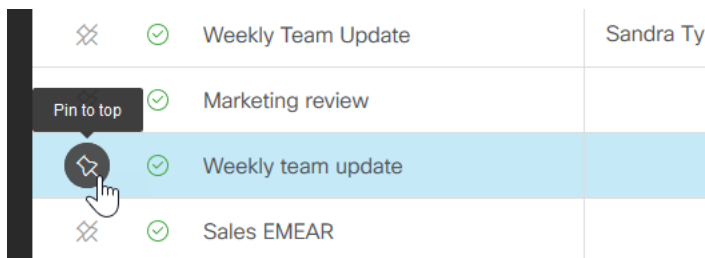 Weekly Team Update Sandra Ty
Marketing review
Pin to top
Weekly team update
Sales EMEAR